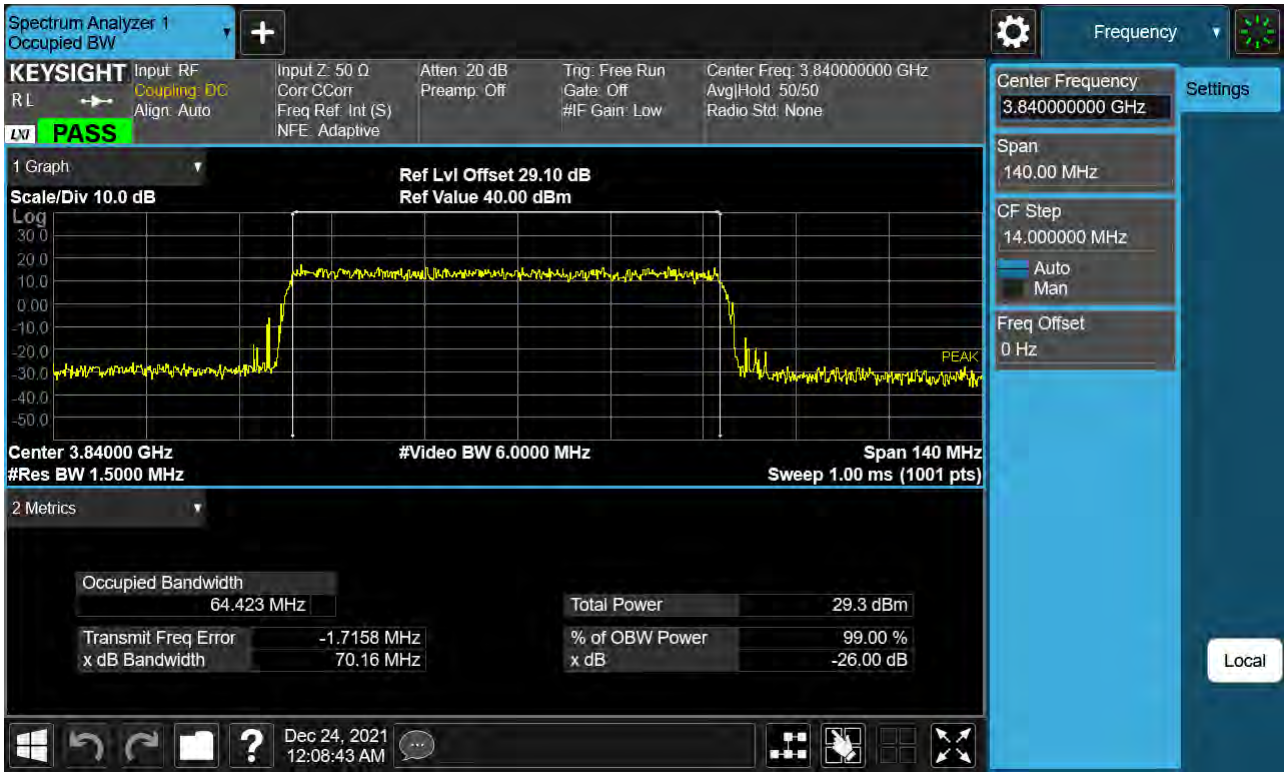 Spectrum Analyzer 1
Occupied BW
+
Frequency
KEYSIGHT
RL
LXI
PASS
Input: RF
Coupling: DC
Align: Auto
Input Z: 50 Ω
Corr CCorr
Freq Ref: Int (S)
NFE: Adaptive
Atten: 20 dB
Preamp: Off
Trig: Free Run
Gate: Off
#IF Gain: Low
Center Freq: 3.840000000 GHz
Avg|Hold: 50/50
Radio Std: None
Center Frequency
3.840000000 GHz
Settings
Span
140.00 MHz
CF Step
14.000000 MHz
Auto
Man
Freq Offset
0 Hz
Local
1 Graph
Scale/Div 10.0 dB
Ref Lvl Offset 29.10 dB
Ref Value 40.00 dBm
Log
30.0
20.0
10.0
0.00
-10.0
-20.0
-30.0
-40.0
-50.0
PEAK
Center 3.84000 GHz
#Video BW 6.0000 MHz
Span 140 MHz
#Res BW 1.5000 MHz
Sweep 1.00 ms (1001 pts)
2 Metrics
Occupied Bandwidth
64.423 MHz
Total Power 29.3 dBm
Transmit Freq Error -1.7158 MHz
% of OBW Power 99.00 %
x dB Bandwidth 70.16 MHz
x dB -26.00 dB
?
Dec 24, 2021
12:08:43 AM